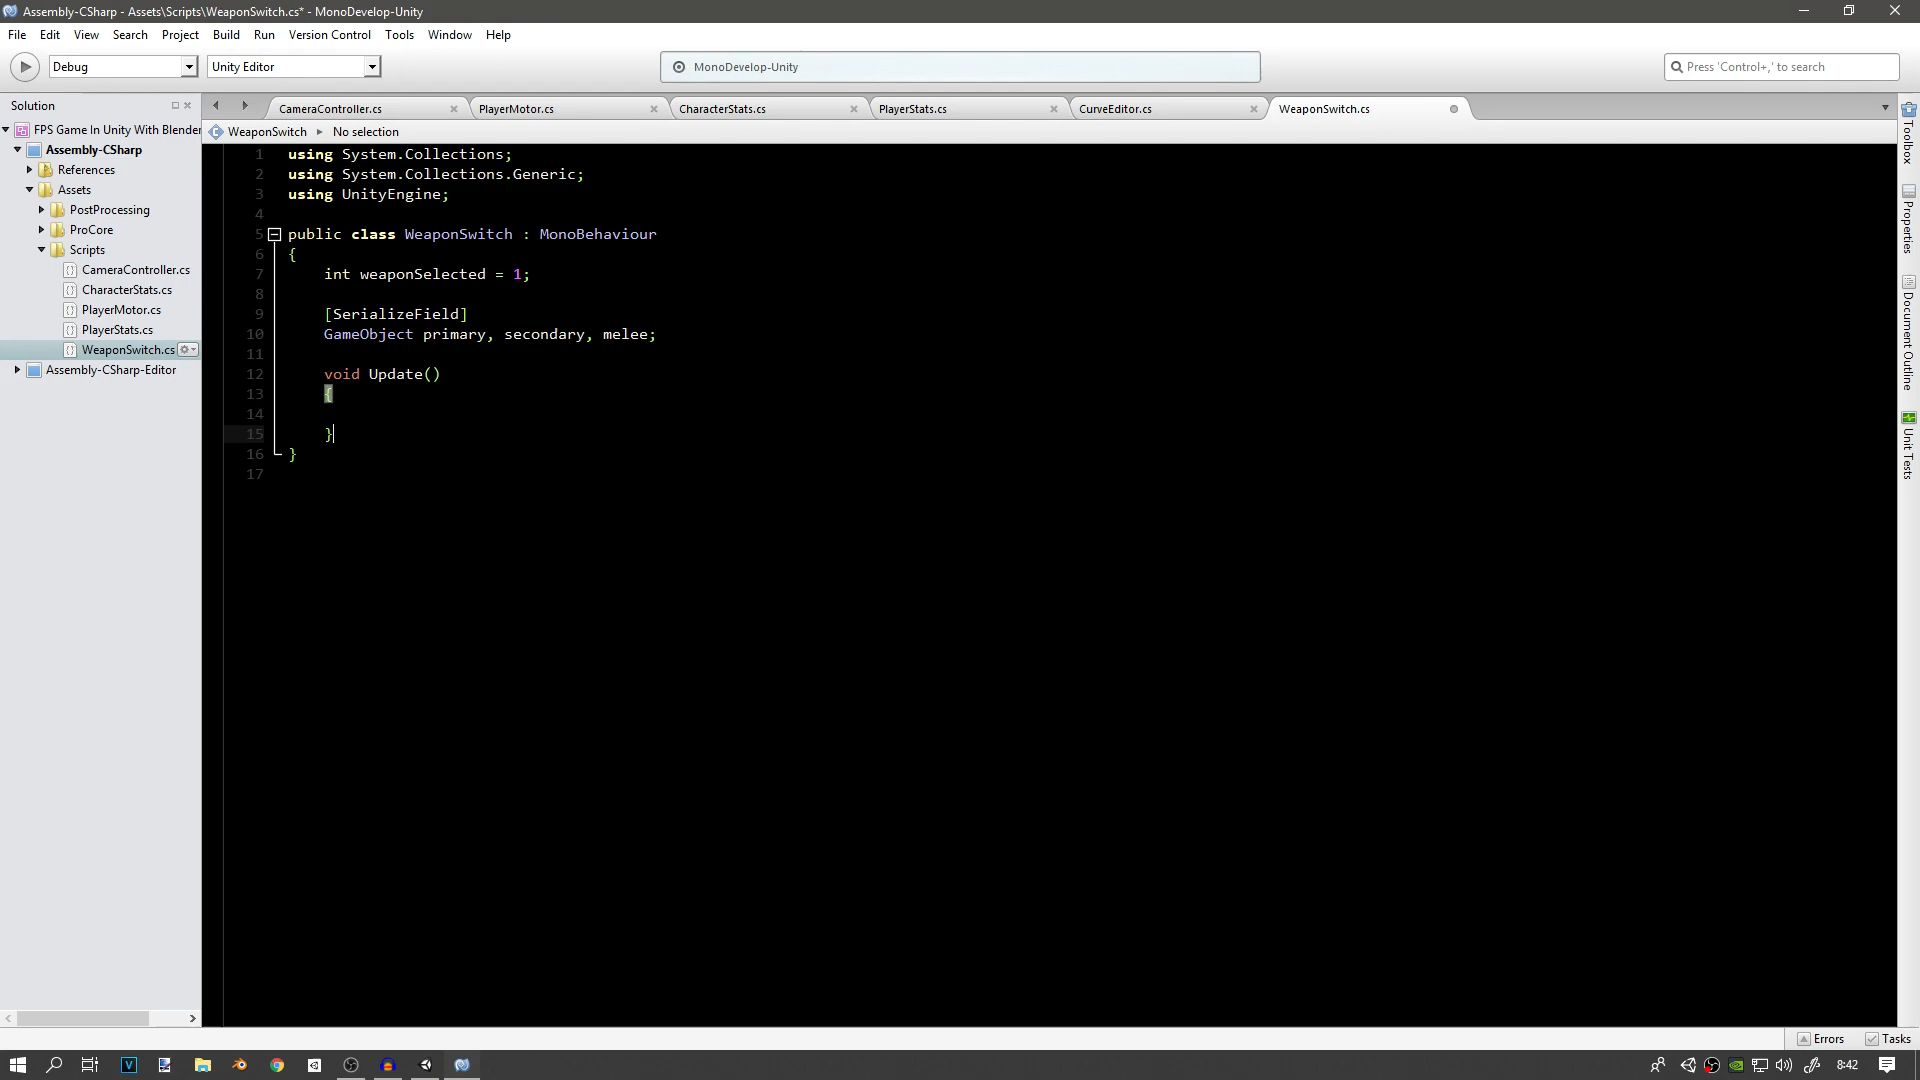 Assembly-CSharp - Assets\Scripts\WeaponSwitch.cs* - MonoDevelop-Unity
File Edit View Search Project Build Run Version Control Tools Window Help
Debug Unity Editor MonoDevelop-Unity Press 'Control+,' to search
Solution CameraController.cs PlayerMotor.cs CharacterStats.cs PlayerStats.cs CurveEditor.cs WeaponSwitch.cs
FPS Game In Unity With Blender
Assembly-CSharp
References
Assets
PostProcessing
ProCore
Scripts
CameraController.cs
CharacterStats.cs
PlayerMotor.cs
PlayerStats.cs
WeaponSwitch.cs
Assembly-CSharp-Editor
WeaponSwitch No selection
1 using System.Collections;
2 using System.Collections.Generic;
3 using UnityEngine;
4
5 public class WeaponSwitch : MonoBehaviour
6 {
7 int weaponSelected = 1;
8
9 [SerializeField]
10 GameObject primary, secondary, melee;
11
12 void Update()
13 {
14
15 }
16 }
17
Toolbox
Properties
Document Outline
Unit Tests
Errors Tasks
8:42